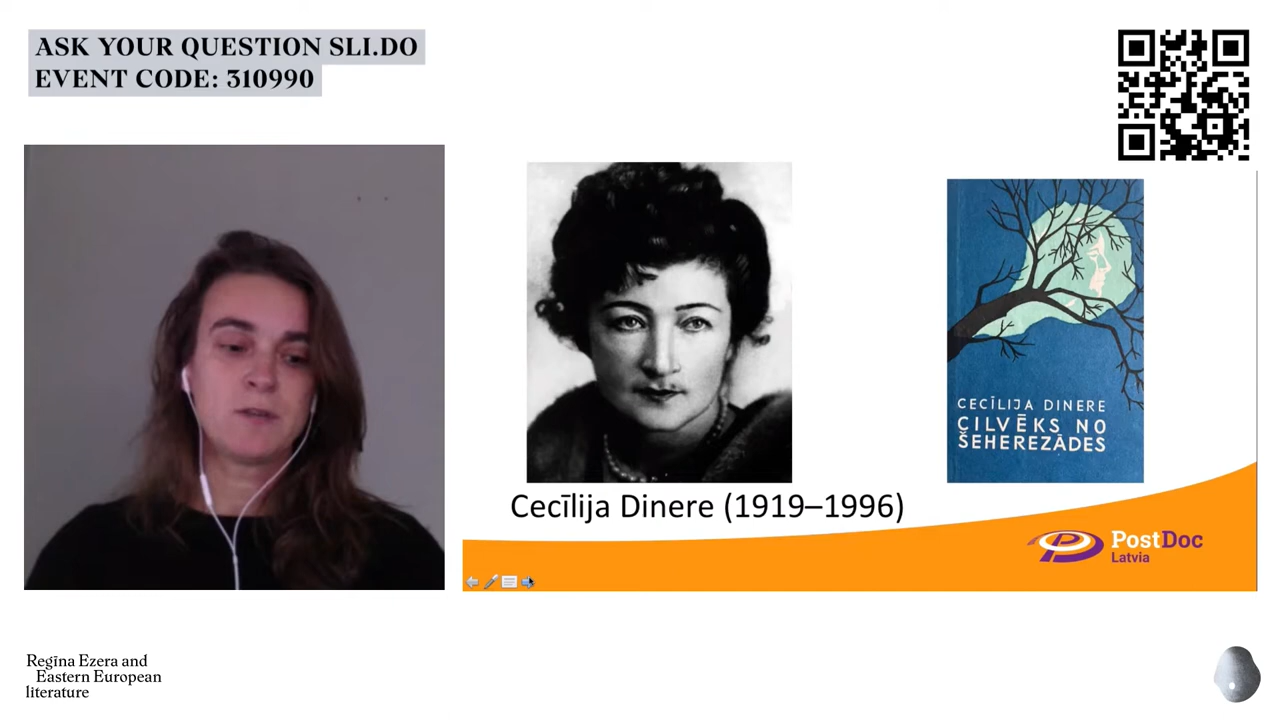 ASK YOUR QUESTION SLI.DO
EVENT CODE: 310990
CECĪLIJA DINERE
CILVĒKS NO
ŠEHEREZĀDES
Cecīlija Dinere (1919–1996)
PostDoc
Latvia
Regīna Ezera and
Eastern European
literature